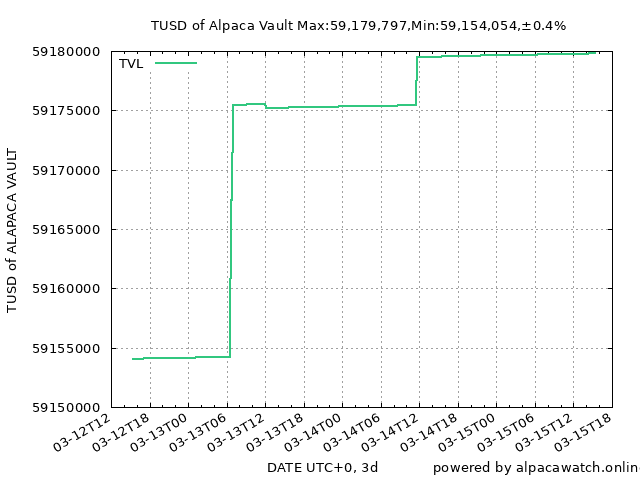 TUSD of Alpaca Vault Max:59,179,797,Min:59,154,054,±0.4%
59180000
TVL
59175000
59170000
59165000
59160000
59155000
59150000
TUSD of ALAPACA VAULT
03-12T12
03-12T18
03-13T00
03-13T06
03-13T12
03-13T18
03-14T00
03-14T06
03-14T12
03-14T18
03-15T00
03-15T06
03-15T12
03-15T18
DATE UTC+0, 3d
powered by alpacawatch.onlin